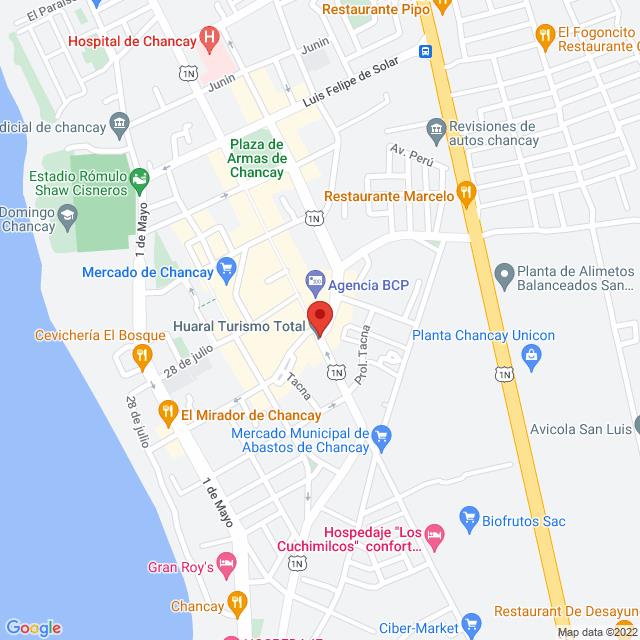 El Paraíso
Restaurante Pipo
Hospital de Chancay
H
El Fogoncito
Restaurante
Junin
1N
Junin
Luis Felipe de Solar
dicial de chancay
Revisiones de
autos chancay
Plaza de
Armas de
Chancay
Av. Perú
Estadio Rómulo
Shaw Cisneros
Restaurante Marcelo
Domingo
Chancay
1 de Mayo
1N
Mercado de Chancay
Planta de Alimetos
Balanceados San...
Agencia BCP
Huaral Turismo Total
Cevichería El Bosque
Prol. Tacna
Planta Chancay Unicon
28 de julio
1N
1N
Tacna
28 de julio
El Mirador de Chancay
Mercado Municipal de
Abastos de Chancay
Avicola San Luis
1 de Mayo
Biofrutos Sac
Hospedaje "Los
Cuchimilcos" confort...
1N
Gran Roy's
Chancay
Restaurant De Desayun
Ciber-Market
Google
Map data ©2022